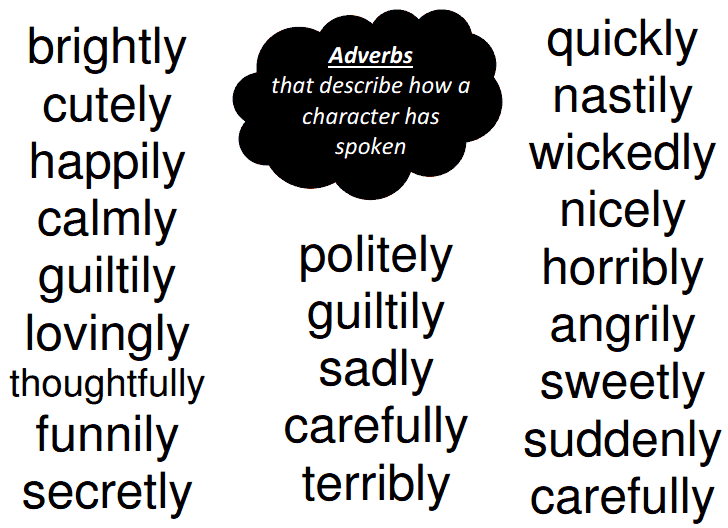 brightly
cutely
happily
calmly
guiltily
lovingly
thoughtfully
funnily
secretly
Adverbs
that describe how a
character has
spoken
politely
guiltily
sadly
carefully
terribly
quickly
nastily
wickedly
nicely
horribly
angrily
sweetly
suddenly
carefully